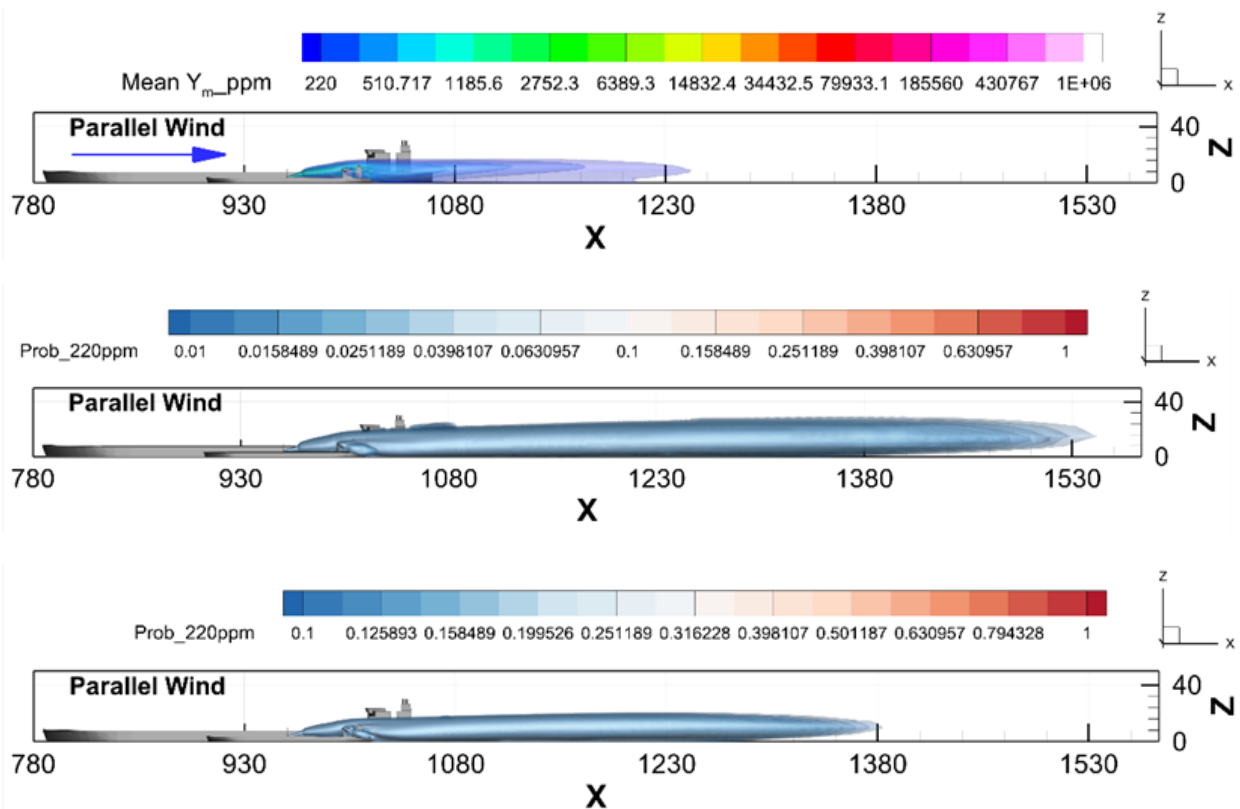 Z
X
Mean Y_m_ppm 220 510.717 1185.6 2752.3 6389.3 14832.4 34432.5 79933.1 185560 430767 1E+06
Parallel Wind
40
0
Z
780 930 1080 1230 1380 1530
X
Z
X
Prob_220ppm 0.01 0.0158489 0.0251189 0.0398107 0.0630957 0.1 0.158489 0.251189 0.398107 0.630957 1
Parallel Wind
40
0
Z
780 930 1080 1230 1380 1530
X
Z
X
Prob_220ppm 0.1 0.125893 0.158489 0.199526 0.251189 0.316228 0.398107 0.501187 0.630957 0.794328 1
Parallel Wind
40
0
Z
780 930 1080 1230 1380 1530
X